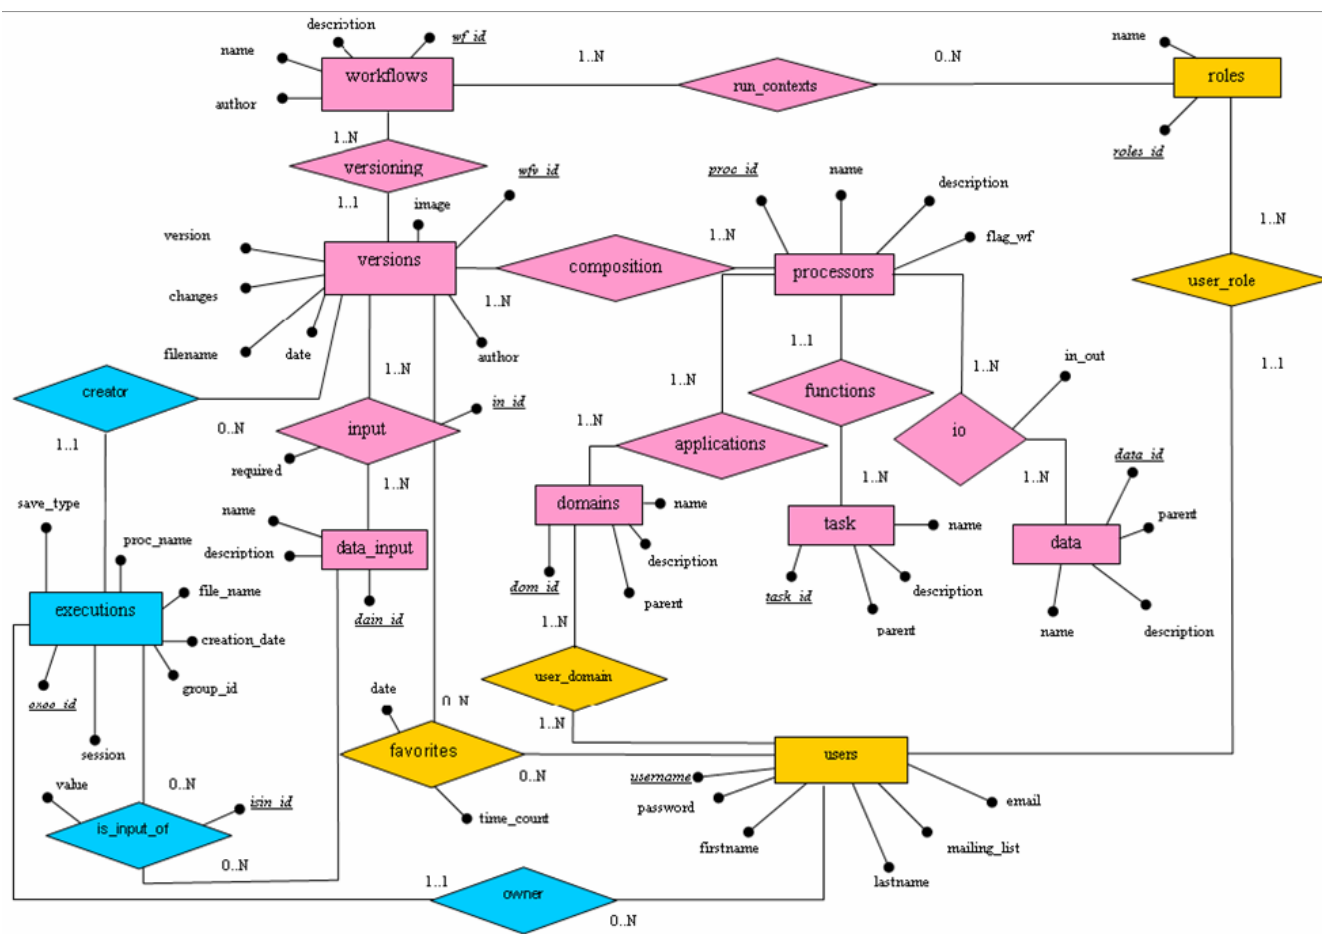 description
wf_id
name
workflows
author
1..N
run_contexts
0..N
name
roles
roles_id
1..N
versioning
1..1
wfv_id
image
version
versions
changes
filename
date
author
composition
1..N
1..N
proc_id
name
description
flag_wf
processors
1..N
user_role
1..1
creator
1..1
0..N
1..N
input
in_id
required
1..N
1..N
1..N
applications
1..1
functions
1..N
1..N
io
in_out
1..N
save_type
proc_name
file_name
executions
creation_date
group_id
exec_id
session
name
description
data_input
dain_id
domains
name
description
dom_id
parent
task
name
task_id
description
parent
data_id
parent
data
name
description
1..N
user_domain
1..N
date
0..N
favorites
0..N
time_count
users
username
password
firstname
lastname
mailing_list
email
value
0..N
isin_id
is_input_of
0..N
1..1
owner
0..N